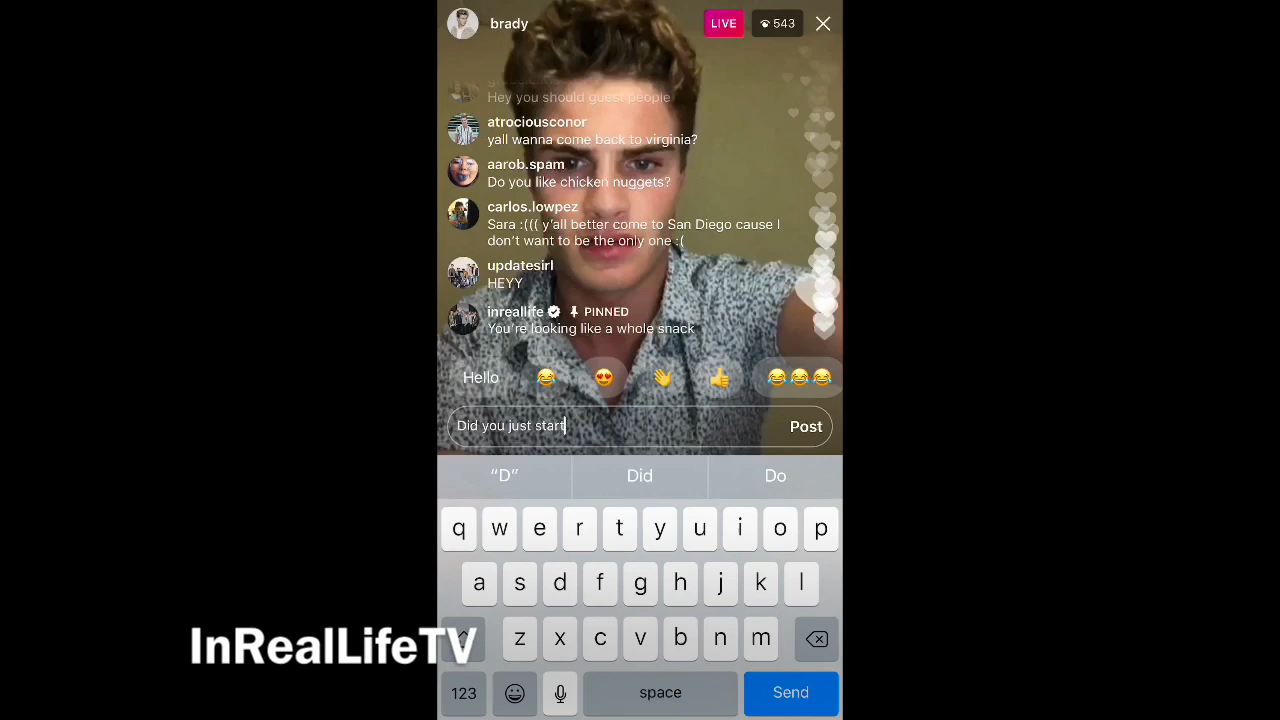 brady
LIVE
543
Hey you should guest people
atrociousconor
yall wanna come back to virginia?
aarob.spam
Do you like chicken nuggets?
carlos.lowpez
Sara :((( y'all better come to San Diego cause I
don't want to be the only one :(
updatesirl
HEYY
inreallife PINNED
You're looking like a whole snack
Hello
Did you just start
Post
“D”
Did
Do
q w e r t y u i o p
a s d f g h j k l
z x c v b n m
InRealLifeTV
123
space
Send